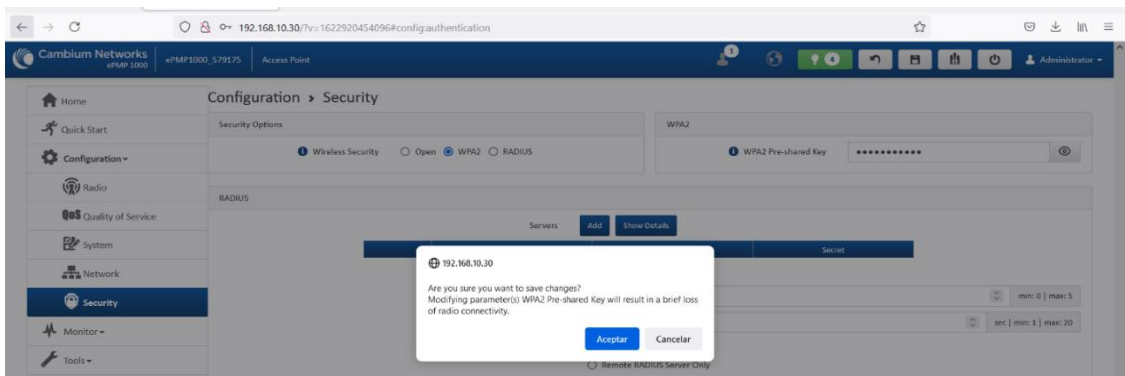 192.168.10.30/?v=1622920454096#config:authentication
Cambium Networks
ePMP 1000
ePMP1000_579175
Access Point
1
4
Administrator
Home
Quick Start
Configuration
Radio
QoS Quality of Service
System
Network
Security
Monitor
Tools
Configuration > Security
Security Options
Wireless Security
Open
WPA2
RADIUS
WPA2
WPA2 Pre-shared Key
RADIUS
Servers
Add
Show Details
Secret
192.168.10.30
Are you sure you want to save changes?
Modifying parameter(s) WPA2 Pre-shared Key will result in a brief loss
of radio connectivity.
Aceptar
Cancelar
min: 0 | max: 5
sec | min: 1 | max: 20
Remote RADIUS Server Only